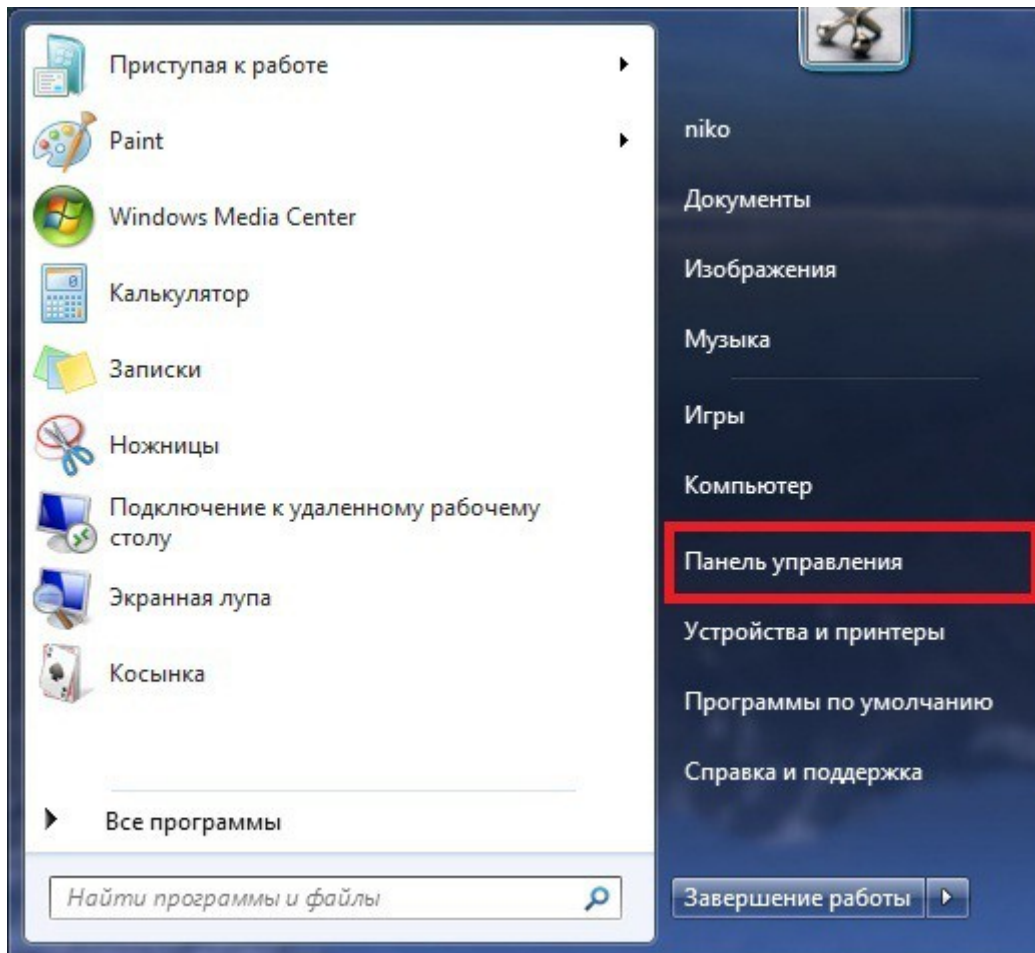 Приступая к работе
Paint
Windows Media Center
Калькулятор
Записки
Ножницы
Подключение к удаленному рабочему
столу
Экранная лупа
Косынка
Все программы
Найти программы и файлы
niko
Документы
Изображения
Музыка
Игры
Компьютер
Панель управления
Устройства и принтеры
Программы по умолчанию
Справка и поддержка
Завершение работы